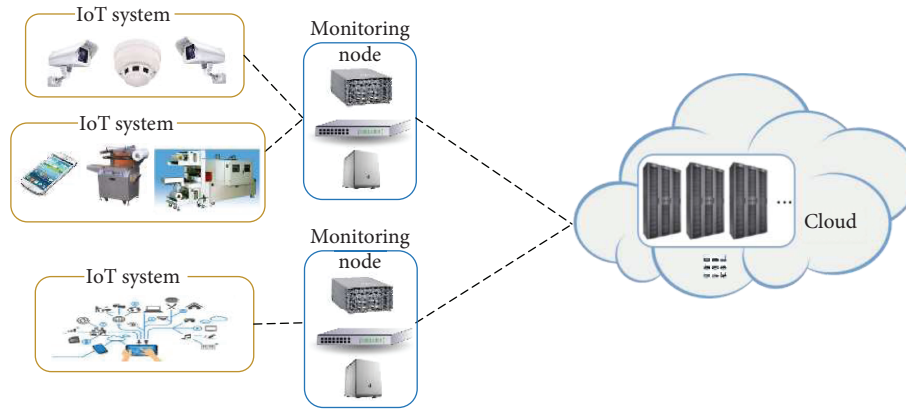 IoT system
Monitoring
node
IoT system
Cloud
Monitoring
node
IoT system